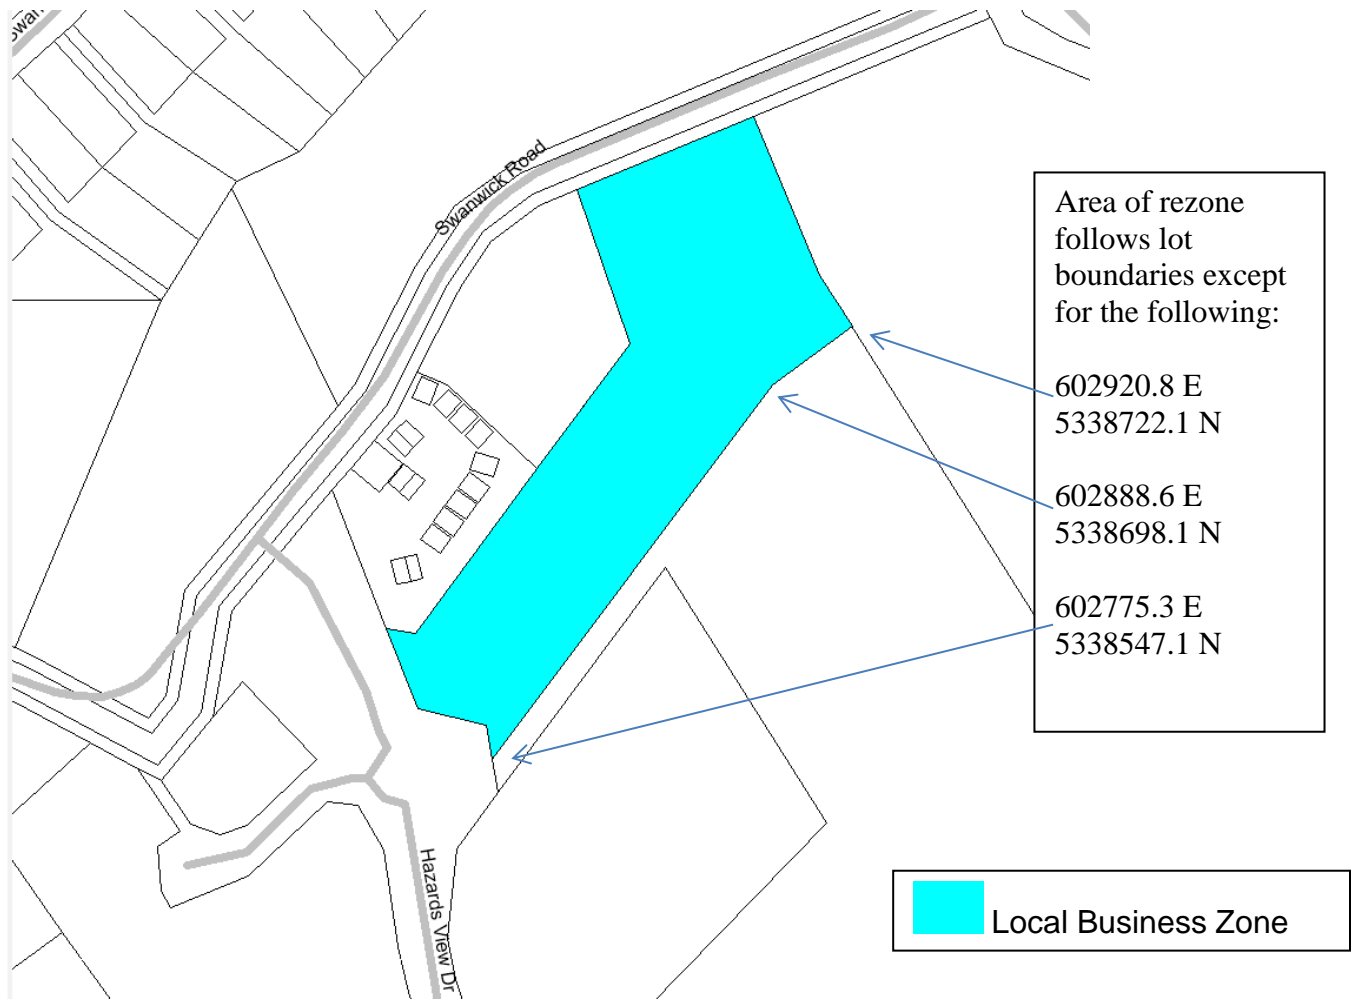 Swan
Swanwick Road
Area of rezone
follows lot
boundaries except
for the following:
602920.8 E
5338722.1 N
602888.6 E
5338698.1 N
602775.3 E
5338547.1 N
Hazards View Dr
Local Business Zone